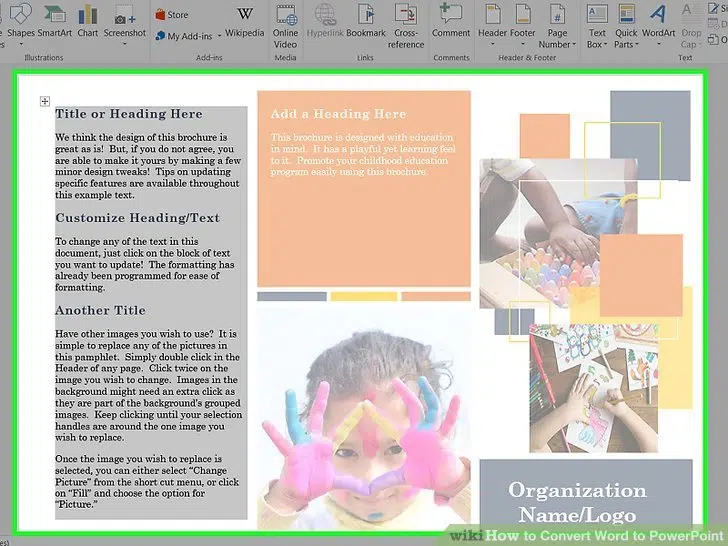 Shapes SmartArt Chart Screenshot
Store
My Add-ins
Wikipedia
Online
Video
Hyperlink Bookmark Cross-
reference
Comment
Header Footer Page
Number
Text
Box
Quick
Parts
WordArt Drop
Cap
Illustrations Add-ins Media Links Comments Header & Footer Text
Title or Heading Here
We think the design of this brochure is
great as is! But, if you do not agree, you
are able to make it yours by making a few
minor design tweaks! Tips on updating
specific features are available throughout
this example text.
Customize Heading/Text
To change any of the text in this
document, just click on the block of text
you want to update! The formatting has
already been programmed for ease of
formatting.
Another Title
Have other images you wish to use? It is
simple to replace any of the pictures in
this pamphlet. Simply double click in the
Header of any page. Click twice on the
image you wish to change. Images in the
background might need an extra click as
they are part of the background's grouped
images. Keep clicking until your selection
handles are around the one image you
wish to replace.
Once the image you wish to replace is
selected, you can either select “Change
Picture” from the short cut menu, or click
on “Fill” and choose the option for
“Picture.”
Add a Heading Here
This brochure is designed with education
in mind. It has a playful yet learning feel
to it. Promote your childhood education
program easily using this brochure.
Organization
Name/Logo
wikiHow to Convert Word to PowerPoint